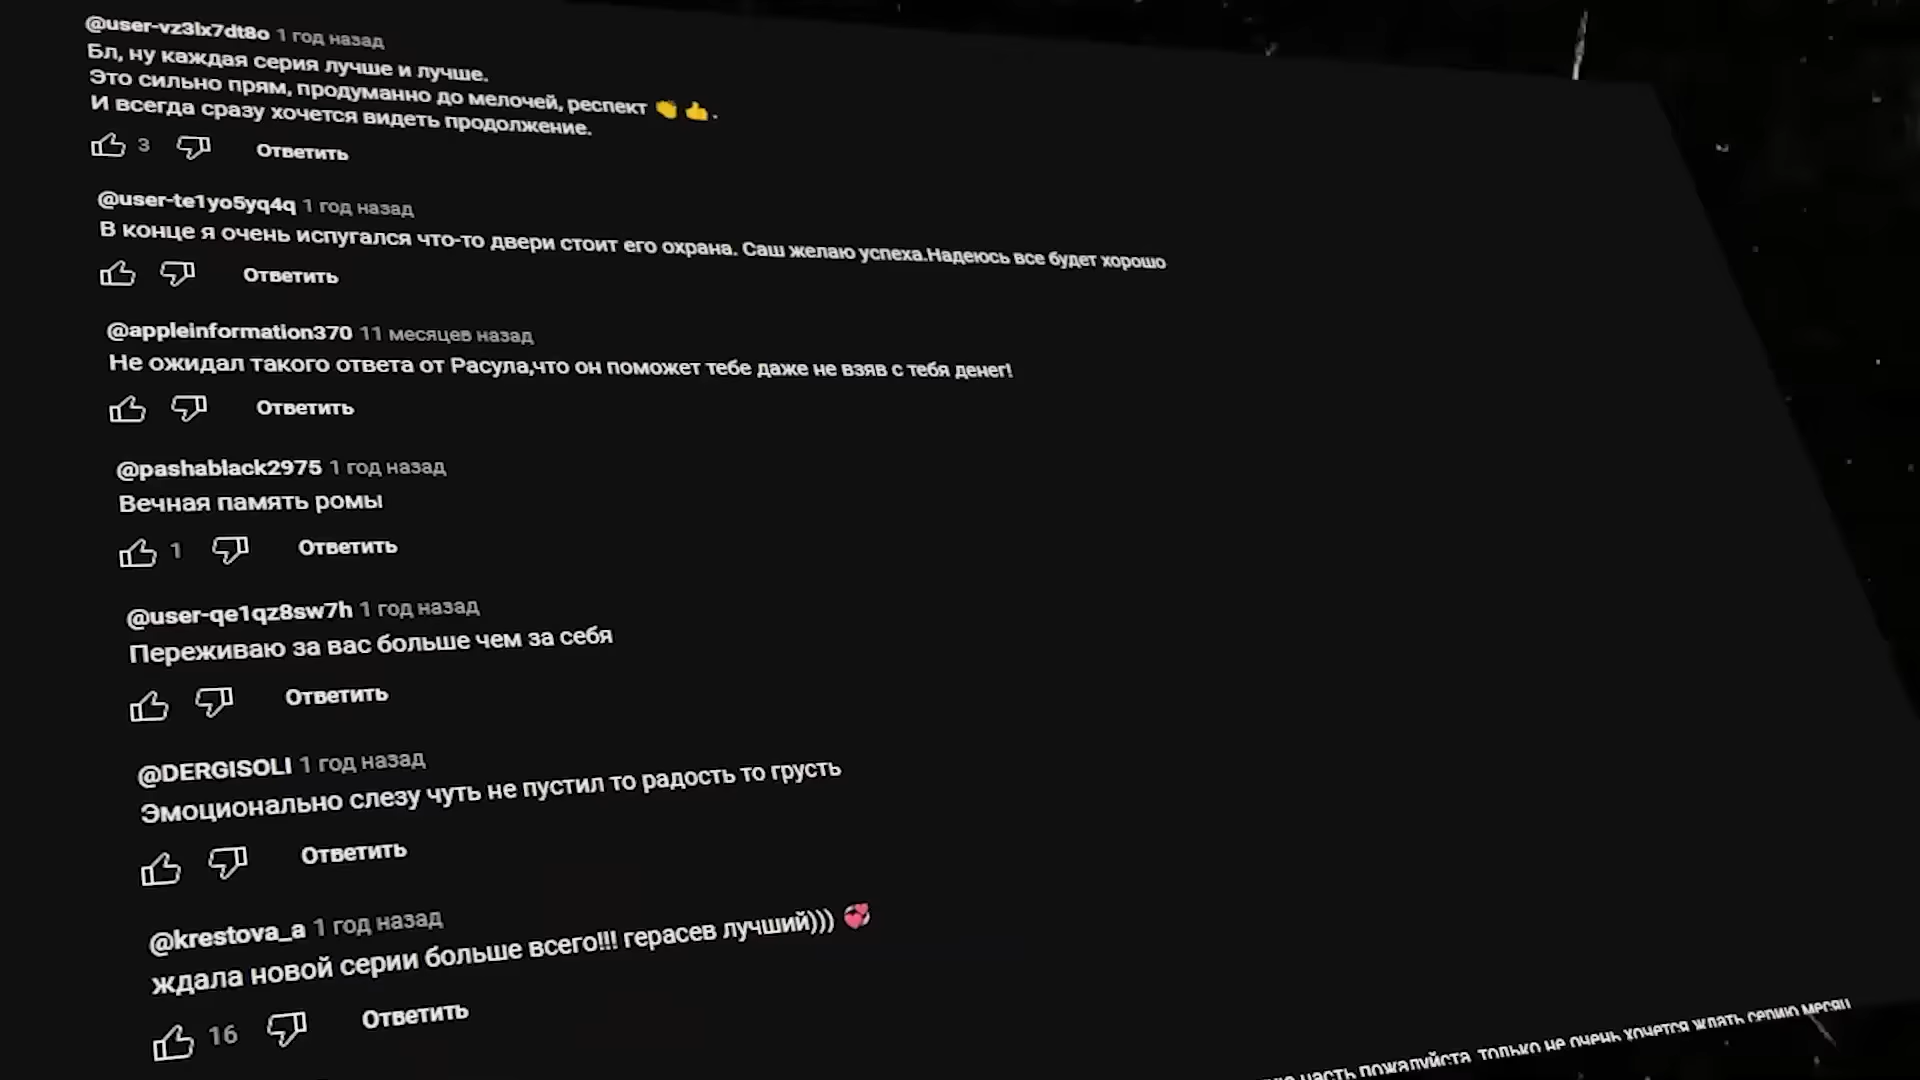 @user-vz3lx7dt8o 1 год назад
Бл, ну каждая серия лучше и лучше.
Это сильно прям, продуманно до мелочей, респект 👏 👍.
И всегда сразу хочется видеть продолжение.
3 Ответить
@user-te1yo5yq4q 1 год назад
В конце я очень испугался что-то двери стоит его охрана. Саш желаю успеха.Надеюсь все будет хорошо
Ответить
@appleinformation370 11 месяцев назад
Не ожидал такого ответа от Расула,что он поможет тебе даже не взяв с тебя денег!
Ответить
@pashablack2975 1 год назад
Вечная память ромы
1 Ответить
@user-qe1qz8sw7h 1 год назад
Переживаю за вас больше чем за себя
Ответить
@DERGISOLI 1 год назад
Эмоционально слезу чуть не пустил то радость то грусть
Ответить
@krestova_a 1 год назад
ждала новой серии больше всего!!! герасев лучший))) 💞
16 Ответить
часть пожалуйста, только не очень хочется ждать серию месяц